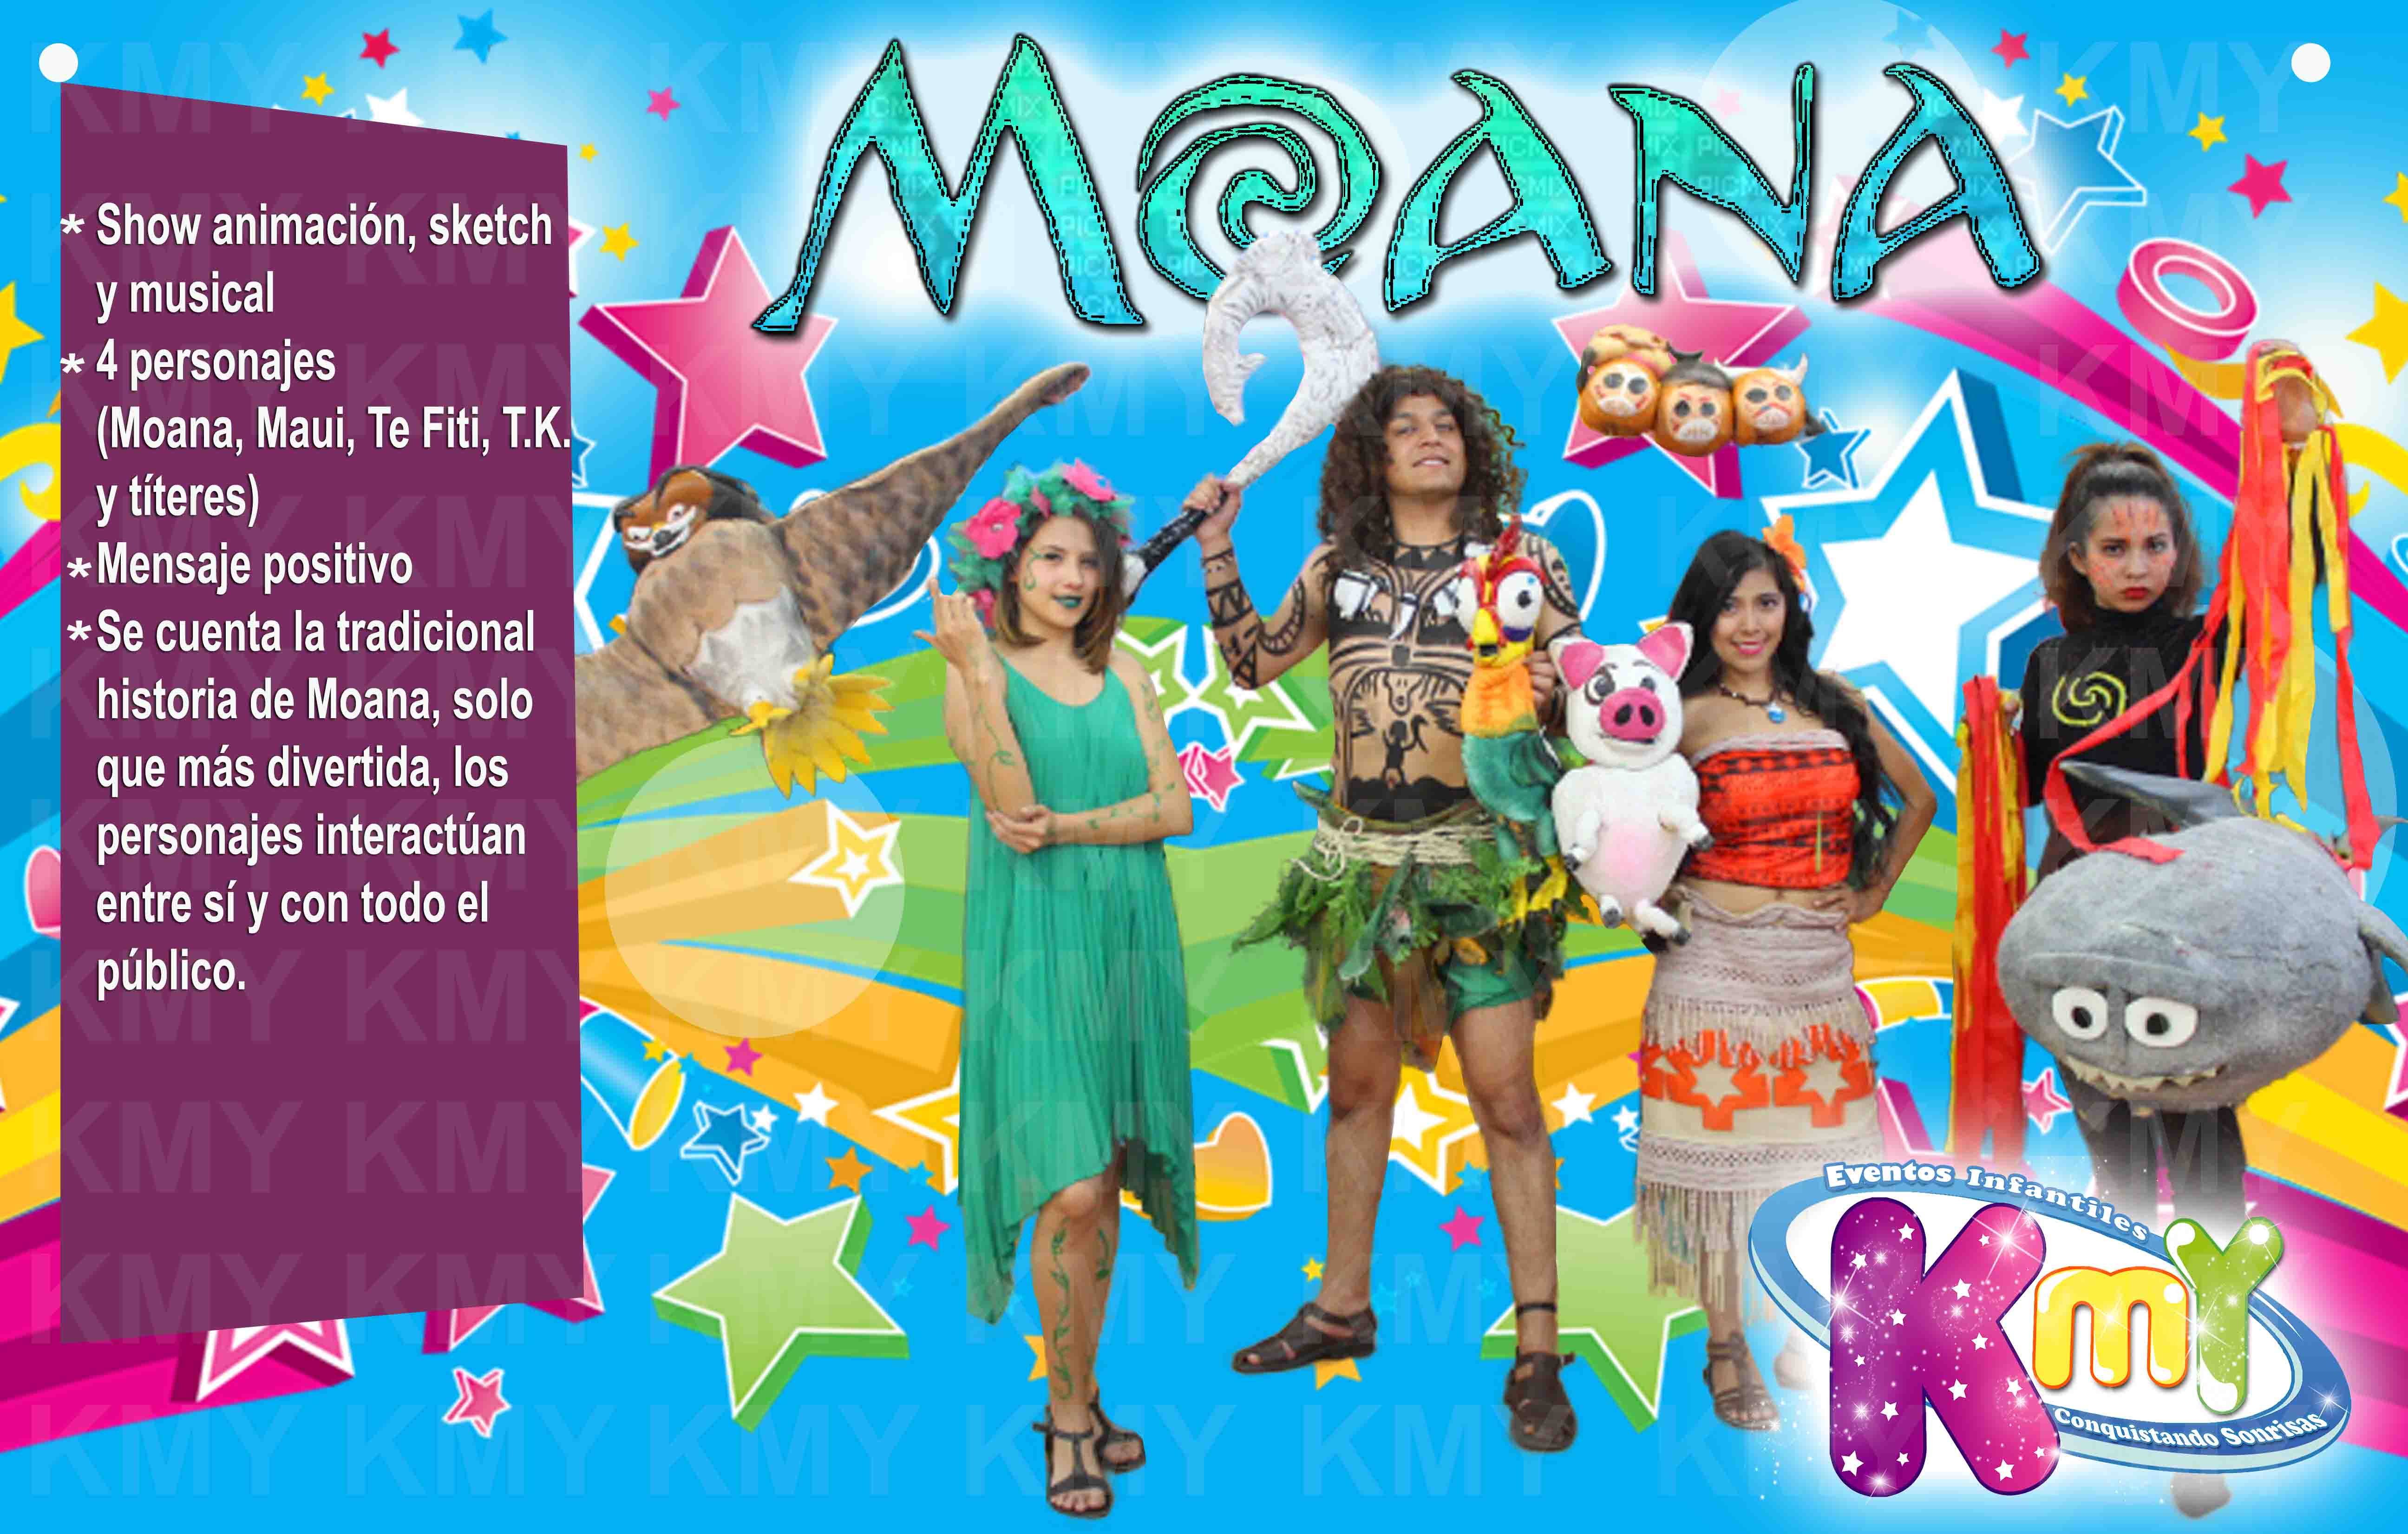 MOANA
* Show animación, sketch
y musical
* 4 personajes
(Moana, Maui, Te Fiti, T.K.
y títeres)
* Mensaje positivo
* Se cuenta la tradicional
historia de Moana, solo
que más divertida, los
personajes interactúan
entre sí y con todo el
público.
Eventos Infantiles
KmY
Conquistando Sonrisas